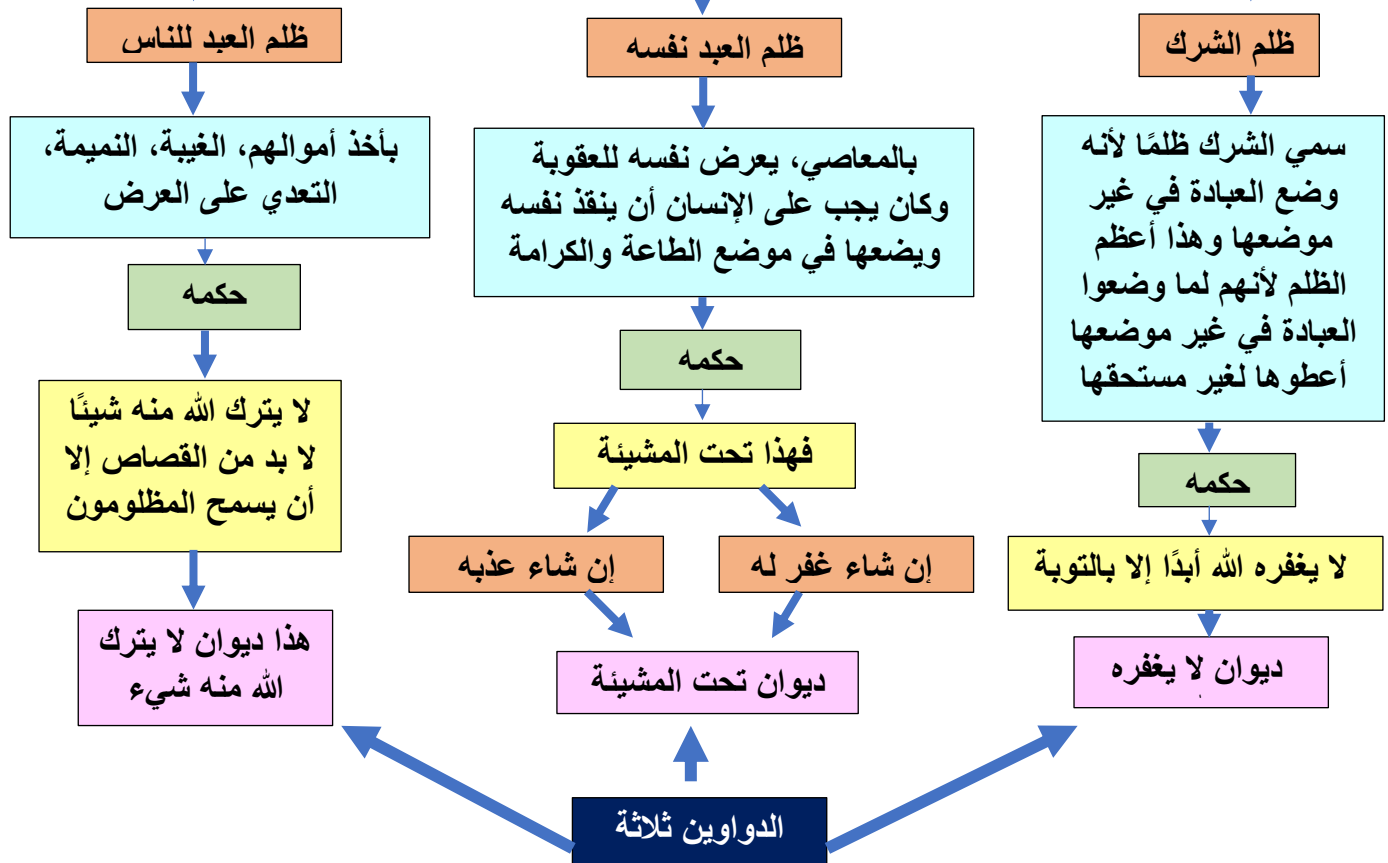 ظلم الشرك
سمي الشرك ظلمًا لأنه
وضع العبادة في غير
موضعها وهذا أعظم
الظلم لأنهم لما وضعوا
العبادة في غير موضعها
أعطوها لغير مستحقها
حكمه
لا يغفره الله أبدًا إلا بالتوبة
ديوان لا يغفره
ظلم العبد نفسه
بالمعاصي، يعرض نفسه للعقوبة
وكان يجب على الإنسان أن ينقذ نفسه
ويضعها في موضع الطاعة والكرامة
حكمه
فهذا تحت المشيئة
إن شاء غفر له
إن شاء عذبه
ديوان تحت المشيئة
ظلم العبد للناس
بأخذ أموالهم، الغيبة، النميمة،
التعدي على العرض
حكمه
لا يترك الله منه شيئًا
لا بد من القصاص إلا
أن يسمح المظلومون
هذا ديوان لا يترك
الله منه شيء
الدواوين ثلاثة